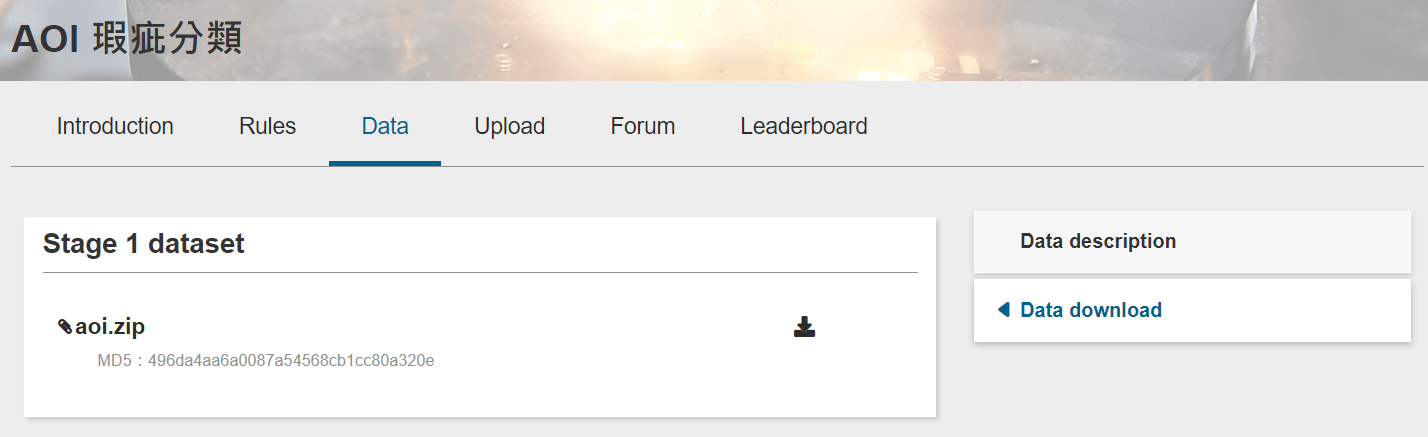 AOI 瑕疵分類
Introduction Rules Data Upload Forum Leaderboard
Stage 1 dataset
aoi.zip
MD5：496da4aa6a0087a54568cb1cc80a320e
Data description
Data download